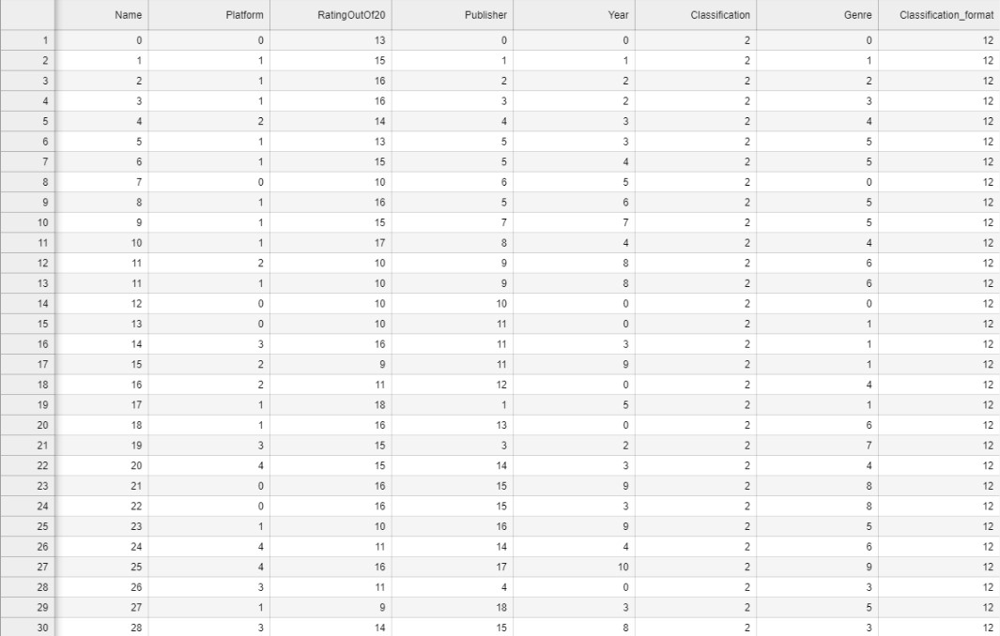 Name Platform RatingOutOf20 Publisher Year Classification Genre Classification_format
1 0 0 13 0 0 2 0 12
2 1 1 15 1 1 2 1 12
3 2 1 16 2 2 2 2 12
4 3 1 16 3 2 2 3 12
5 4 2 14 4 3 2 4 12
6 5 1 13 5 3 2 5 12
7 6 1 15 5 4 2 5 12
8 7 0 10 6 5 2 0 12
9 8 1 16 5 6 2 5 12
10 9 1 15 7 7 2 5 12
11 10 1 17 8 4 2 4 12
12 11 2 10 9 8 2 6 12
13 11 1 10 9 8 2 6 12
14 12 0 10 10 0 2 0 12
15 13 0 10 11 0 2 1 12
16 14 3 16 11 3 2 1 12
17 15 2 9 11 9 2 1 12
18 16 2 11 12 0 2 4 12
19 17 1 18 1 5 2 1 12
20 18 1 16 13 0 2 6 12
21 19 3 15 3 2 2 7 12
22 20 4 15 14 3 2 4 12
23 21 0 16 15 9 2 8 12
24 22 0 16 15 3 2 8 12
25 23 1 10 16 9 2 5 12
26 24 4 11 14 4 2 6 12
27 25 4 16 17 10 2 9 12
28 26 3 11 4 0 2 3 12
29 27 1 9 18 3 2 5 12
30 28 3 14 15 8 2 3 12